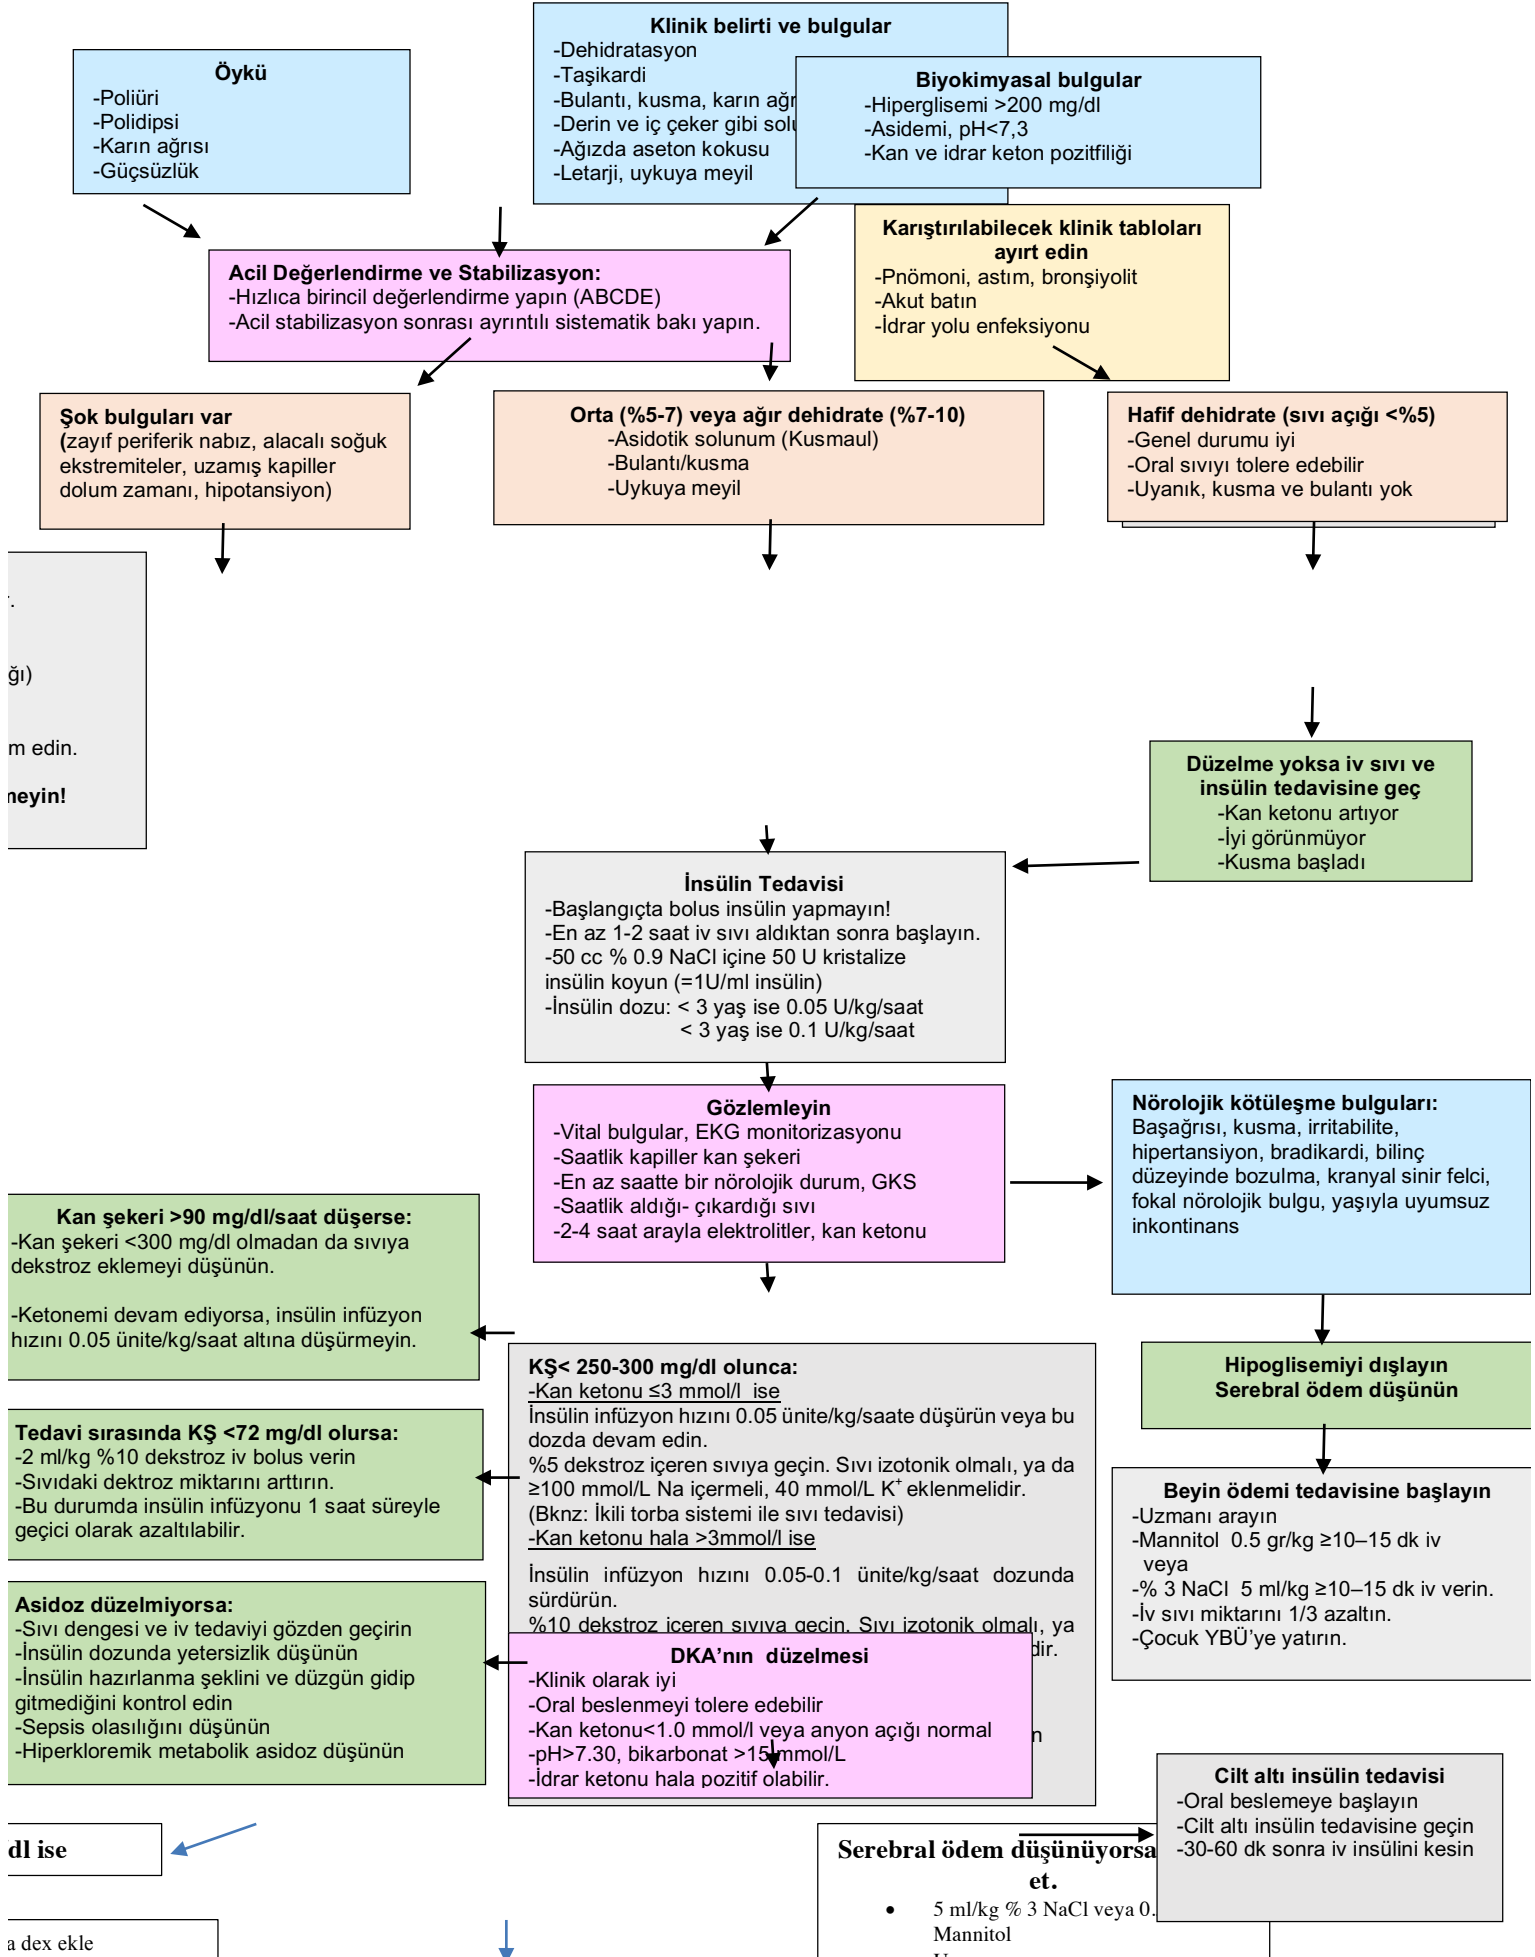 Klinik belirti ve bulgular
-Dehidratasyon
-Taşikardi
-Bulantı, kusma, karın
-Derin ve iç çeker gibi
-Ağızda aseton kokusu
-Letarji, uykuya meyil
Öykü
-Poliüri
-Polidipsi
-Karın ağrısı
-Güçsüzlük
Biyokimyasal bulgular
-Hiperglisemi >200 mg/dl
-Asidemi, pH<7,3
-Kan ve idrar keton pozitfiliği
Karıştırılabilecek klinik tabloları
ayırt edin
-Pnömoni, astım, bronşiyolit
-Akut batın
-İdrar yolu enfeksiyonu
Acil Değerlendirme ve Stabilizasyon:
-Hızlıca birincil değerlendirme yapın (ABCDE)
-Acil stabilizasyon sonrası ayrıntılı sistematik bakı yapın.
Şok bulguları var
(zayıf periferik nabız, alacalı soğuk
ekstremiteler, uzamış kapiller
dolum zamanı, hipotansiyon)
Orta (%5-7) veya ağır dehidrate (%7-10)
-Asidotik solunum (Kusmaul)
-Bulantı/kusma
-Uykuya meyil
Hafif dehidrate (sıvı açığı <%5)
-Genel durumu iyi
-Oral sıvıyı tolere edebilir
-Uyanık, kusma ve bulantı yok
ğı)
m edin.
meyin!
Düzelme yoksa iv sıvı ve
insülin tedavisine geç
-Kan ketonu artıyor
-İyi görünmüyor
-Kusma başladı
İnsülin Tedavisi
-Başlangıçta bolus insülin yapmayın!
-En az 1-2 saat iv sıvı aldıktan sonra başlayın.
-50 cc % 0.9 NaCl içine 50 U kristalize
insülin koyun (=1U/ml insülin)
-İnsülin dozu: < 3 yaş ise 0.05 U/kg/saat
< 3 yaş ise 0.1 U/kg/saat
Gözlemleyin
-Vital bulgular, EKG monitorizasyonu
-Saatlik kapiller kan şekeri
-En az saatte bir nörolojik durum, GKS
-Saatlik aldığı- çıkardığı sıvı
-2-4 saat arayla elektrolitler, kan ketonu
Nörolojik kötüleşme bulguları:
Başağrısı, kusma, irritabilite,
hipertansiyon, bradikardi, bilinç
düzeyinde bozulma, kranyal sinir felci,
fokal nörolojik bulgu, yaşıyla uyumsuz
inkontinans
Kan şekeri >90 mg/dl/saat düşerse:
-Kan şekeri <300 mg/dl olmadan da sıvıya
dekstroz eklemeyi düşünün.
-Ketonemi devam ediyorsa, insülin infüzyon
hızını 0.05 ünite/kg/saat altına düşürmeyin.
Hipoglisemiyi dışlayın
Serebral ödem düşünün
KŞ< 250-300 mg/dl olunca:
-Kan ketonu ≤3 mmol/l ise
İnsülin infüzyon hızını 0.05 ünite/kg/saate düşürün veya bu
dozda devam edin.
%5 dekstroz içeren sıvıya geçin. Sıvı izotonik olmalı, ya da
≥100 mmol/L Na içermeli, 40 mmol/L K+ eklenmelidir.
(Bknz: İkili torba sistemi ile sıvı tedavisi)
-Kan ketonu hala >3mmol/l ise
İnsülin infüzyon hızını 0.05-0.1 ünite/kg/saat dozunda
sürdürün.
%10 dekstroz içeren sıvıya geçin. Sıvı izotonik olmalı, ya
dir.
n
Tedavi sırasında KŞ <72 mg/dl olursa:
-2 ml/kg %10 dekstroz iv bolus verin
-Sıvıdaki dektroz miktarını arttırın.
-Bu durumda insülin infüzyonu 1 saat süreyle
geçici olarak azaltılabilir.
Beyin ödemi tedavisine başlayın
-Uzmanı arayın
-Mannitol 0.5 gr/kg ≥10–15 dk iv
veya
-% 3 NaCl 5 ml/kg ≥10–15 dk iv verin.
-İv sıvı miktarını 1/3 azaltın.
-Çocuk YBÜ'ye yatırın.
Asidoz düzelmiyorsa:
-Sıvı dengesi ve iv tedaviyi gözden geçirin
-İnsülin dozunda yetersizlik düşünün
-İnsülin hazırlanma şeklini ve düzgün gidip
gitmediğini kontrol edin
-Sepsis olasılığını düşünün
-Hiperkloremik metabolik asidoz düşünün
DKA'nın düzelmesi
-Klinik olarak iyi
-Oral beslenmeyi tolere edebilir
-Kan ketonu<1.0 mmol/l veya anyon açığı normal
-pH>7.30, bikarbonat >15 mmol/L
-İdrar ketonu hala pozitif olabilir.
Cilt altı insülin tedavisi
-Oral beslemeye başlayın
-Cilt altı insülin tedavisine geçin
-30-60 dk sonra iv insülini kesin
dl ise
Serebral ödem düşünüyorsa
et.
• 5 ml/kg % 3 NaCl veya 0.
Mannitol
a dex ekle